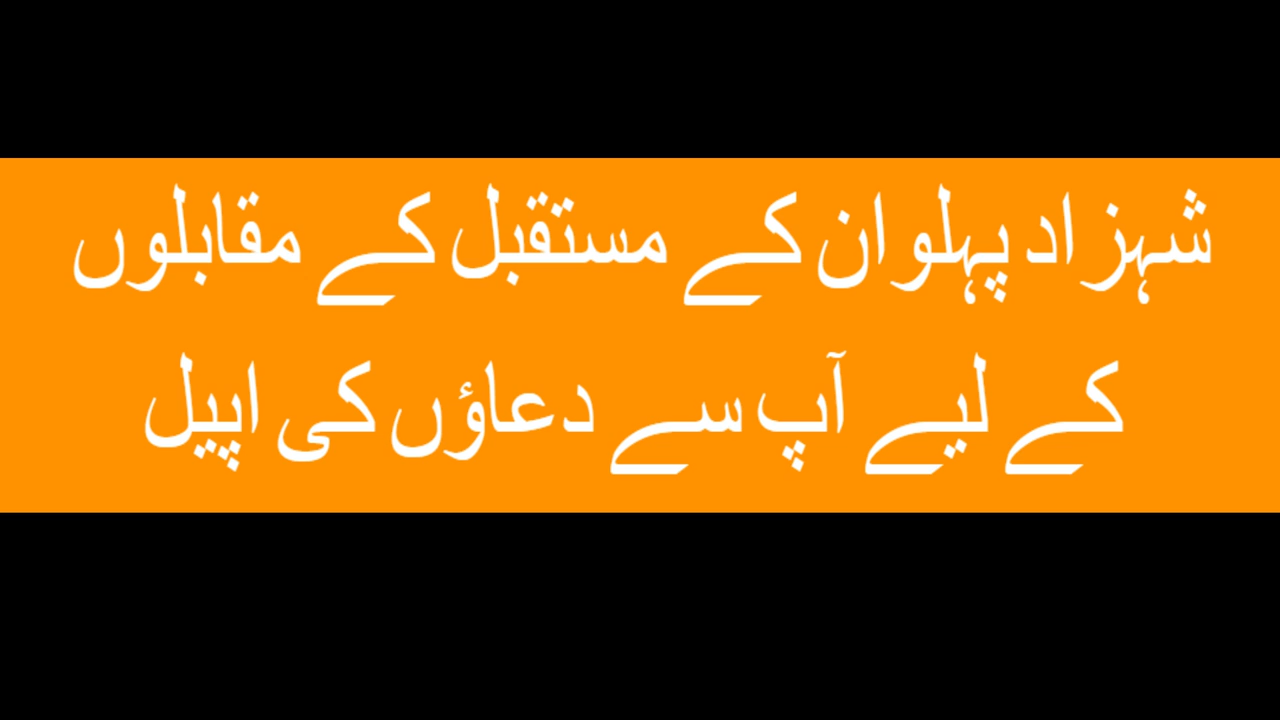 شہزاد پہلوان کے مستقبل کے مقابلوں
کے لیے آپ سے دعاؤں کی اپیل